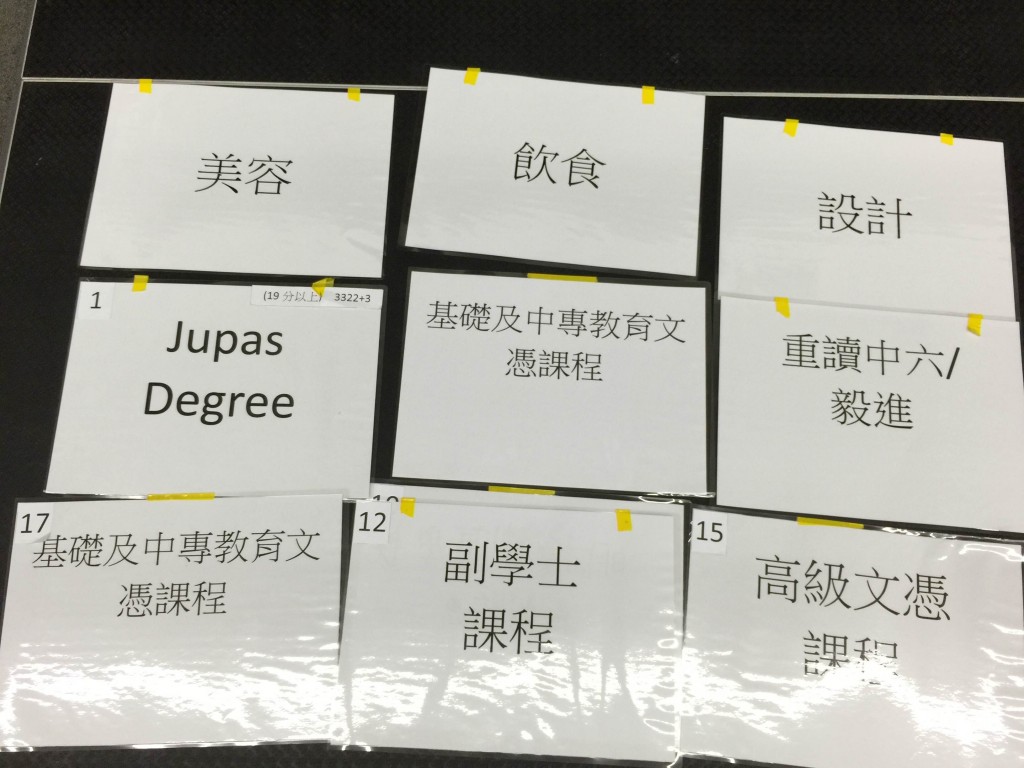 美容
飲食
設計
1
(19 分以上) 3322+3
Jupas
Degree
基礎及中專教育文
憑課程
重讀中六/
毅進
17
基礎及中專教育文
憑課程
12
副學士
課程
15
高級文憑
課程